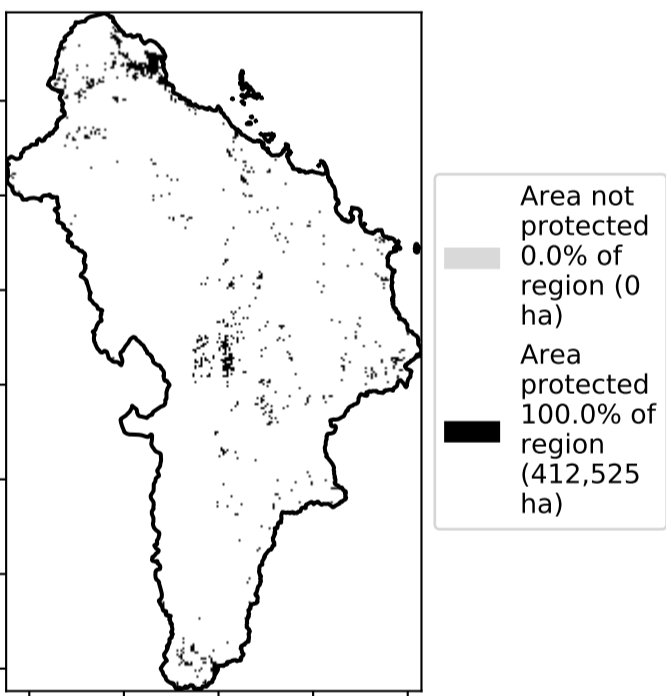 Area not
protected
0.0% of
region (0
ha)
Area
protected
100.0% of
region
(412,525
ha)